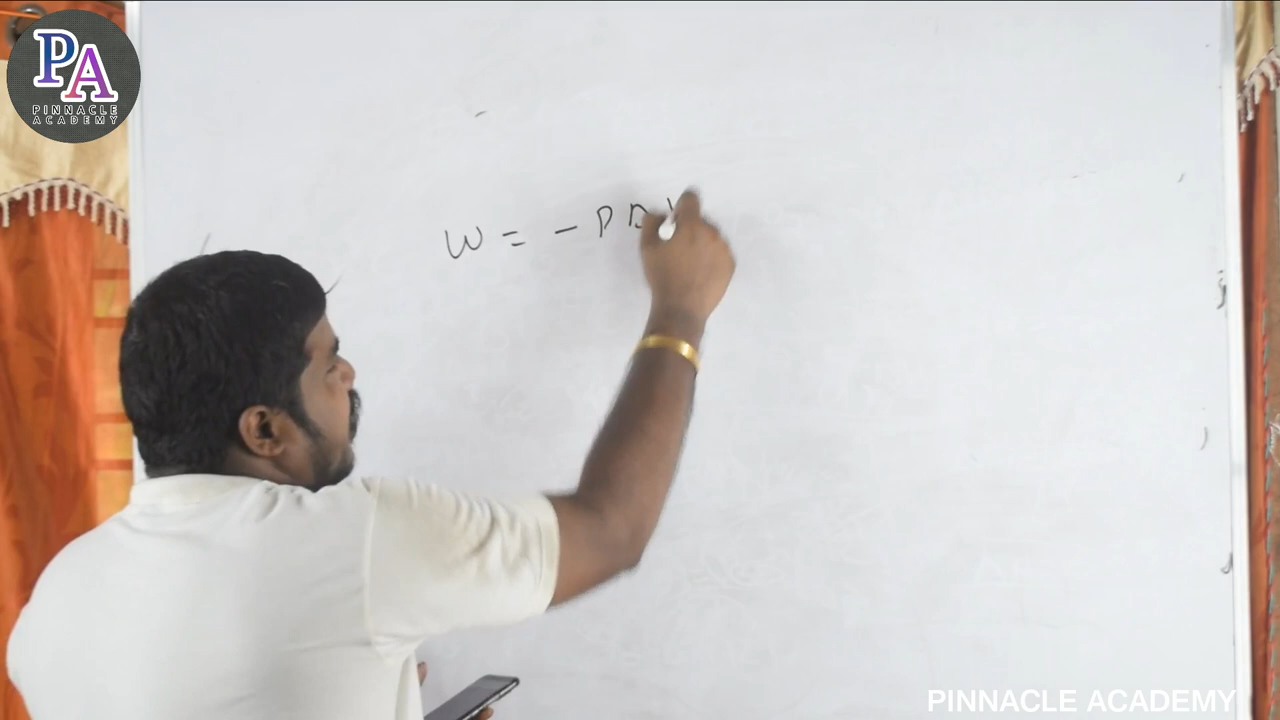 PA
PINNACLE
ACADEMY
W = - P D V
PINNACLE ACADEMY